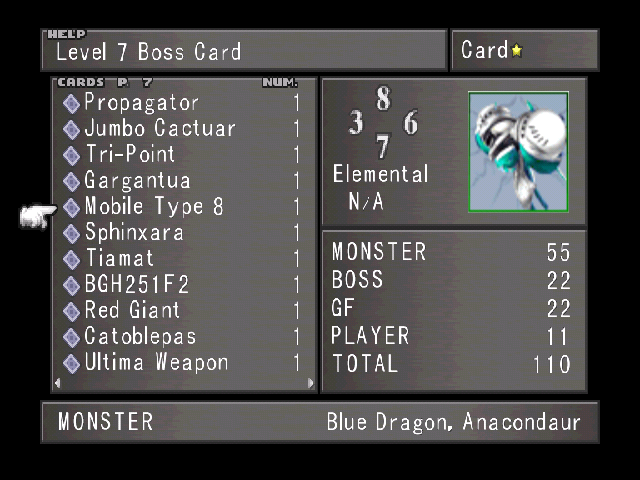 HELP
Level 7 Boss Card
Card★
CARDS P. 7 NUM.
Propagator 1
Jumbo Cactuar 1
Tri-Point 1
Gargantua 1
Mobile Type 8 1
Sphinxara 1
Tiamat 1
BGH251F2 1
Red Giant 1
Catoblepas 1
Ultima Weapon 1
8
3 6
7
Elemental
N/A
MONSTER 55
BOSS 22
GF 22
PLAYER 11
TOTAL 110
MONSTER Blue Dragon, Anacondaur